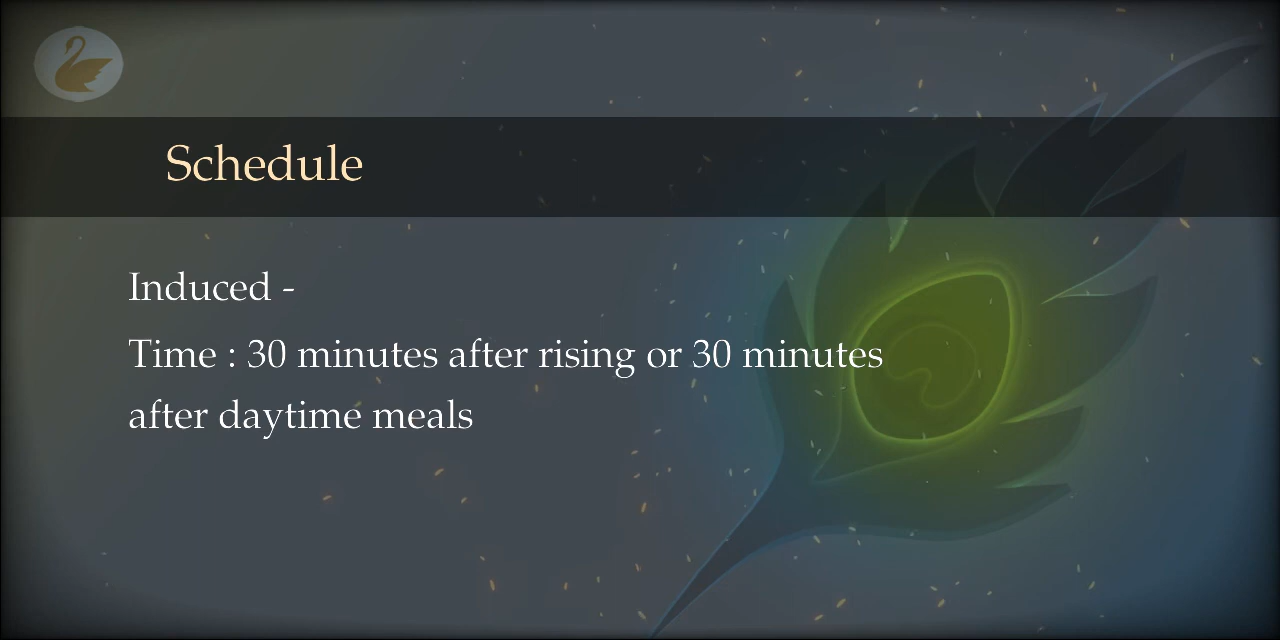 Schedule
Induced -
Time : 30 minutes after rising or 30 minutes
after daytime meals